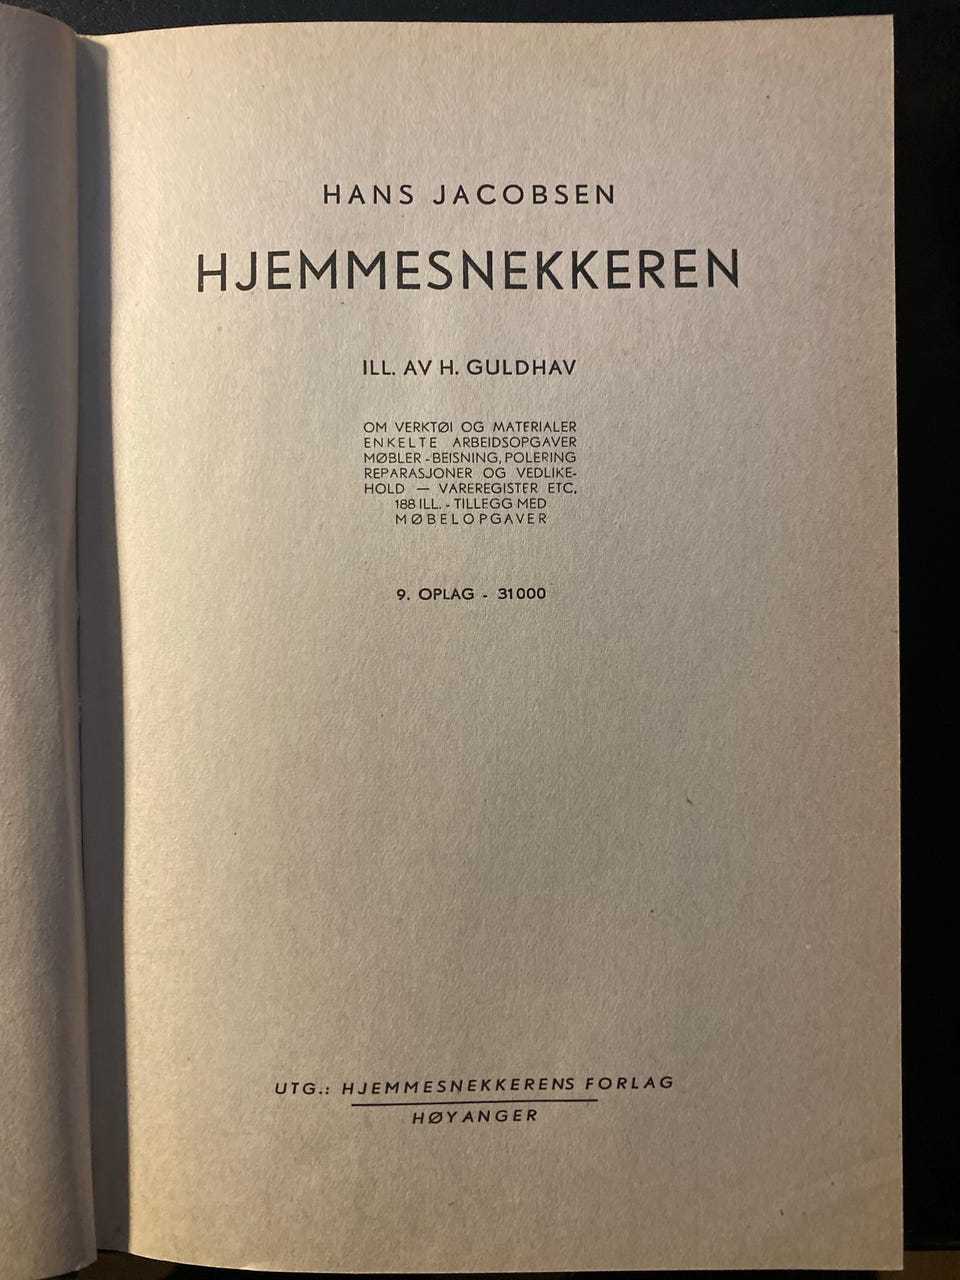 HANS JACOBSEN
HJEMMESNEKKEREN
ILL. AV H. GULDHAV
OM VERKTØI OG MATERIALER
ENKELTE ARBEIDSOPGAVER
MØBLER - BEISNING, POLERING
REPARASJONER OG VEDLIKE-
HOLD — VAREREGISTER ETC.
188 ILL. - TILLEGG MED
MØBELOPGAVER
9. OPLAG - 31000
UTG.: HJEMMESNEKKERENS FORLAG
HØYANGER